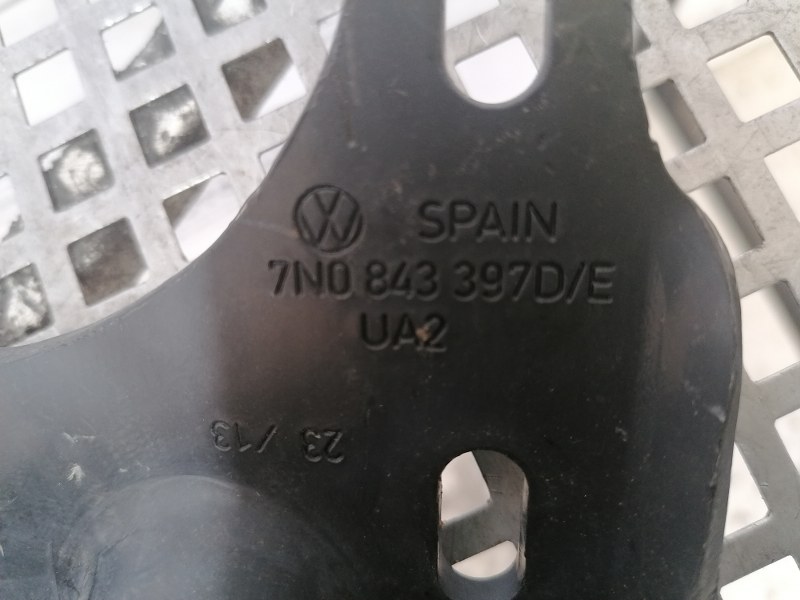 SPAIN
7N0 843 397D/E
UA2
23 /13